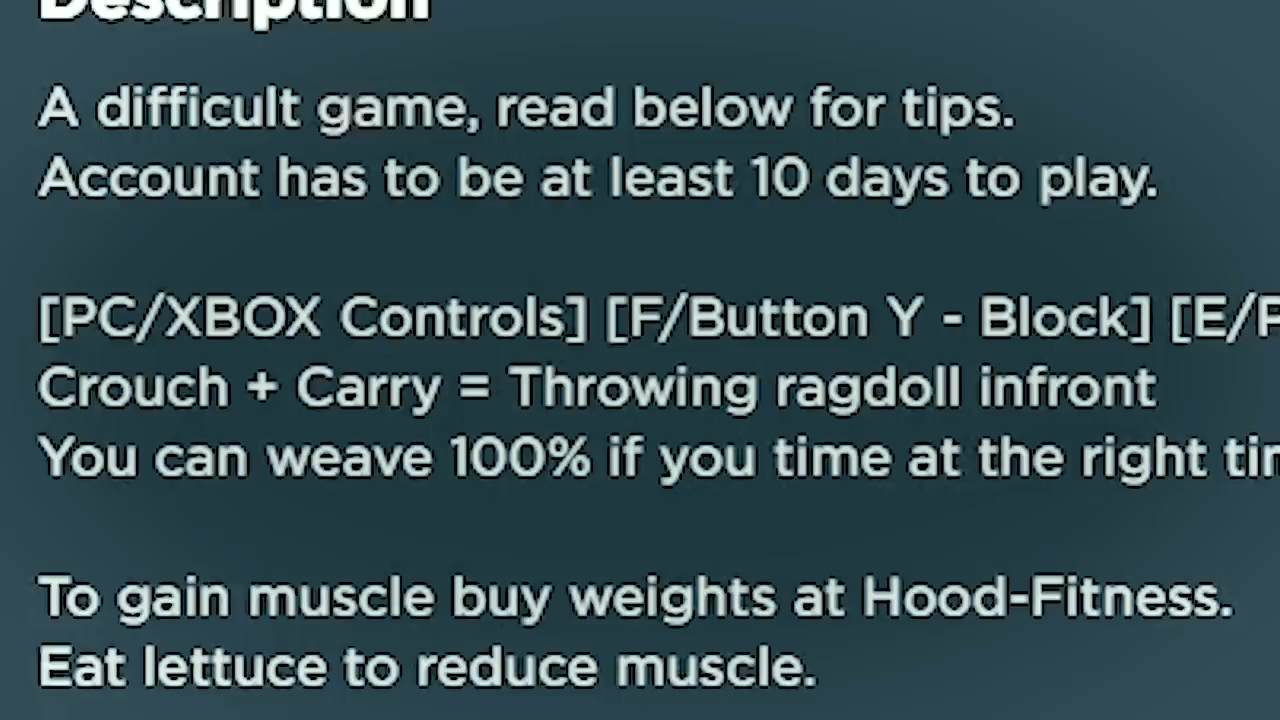 Description
A difficult game, read below for tips.
Account has to be at least 10 days to play.
[PC/XBOX Controls] [F/Button Y - Block] [E/
Crouch + Carry = Throwing ragdoll infront
You can weave 100% if you time at the right
To gain muscle buy weights at Hood-Fitness.
Eat lettuce to reduce muscle.